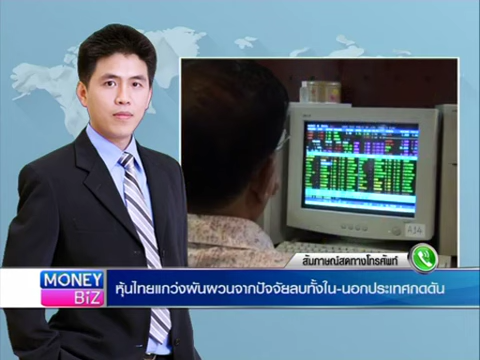 A14
สัมภาษณ์สดทางโทรศัพท์
MONEY
BiZ
หุ้นไทยแกว่งผันผวนจากปัจจัยลบทั้งใน-นอกประเทศกดดัน